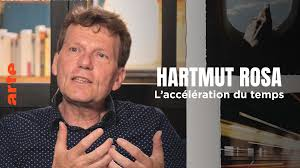 arte
HARTMUT ROSA
L'accélération du temps